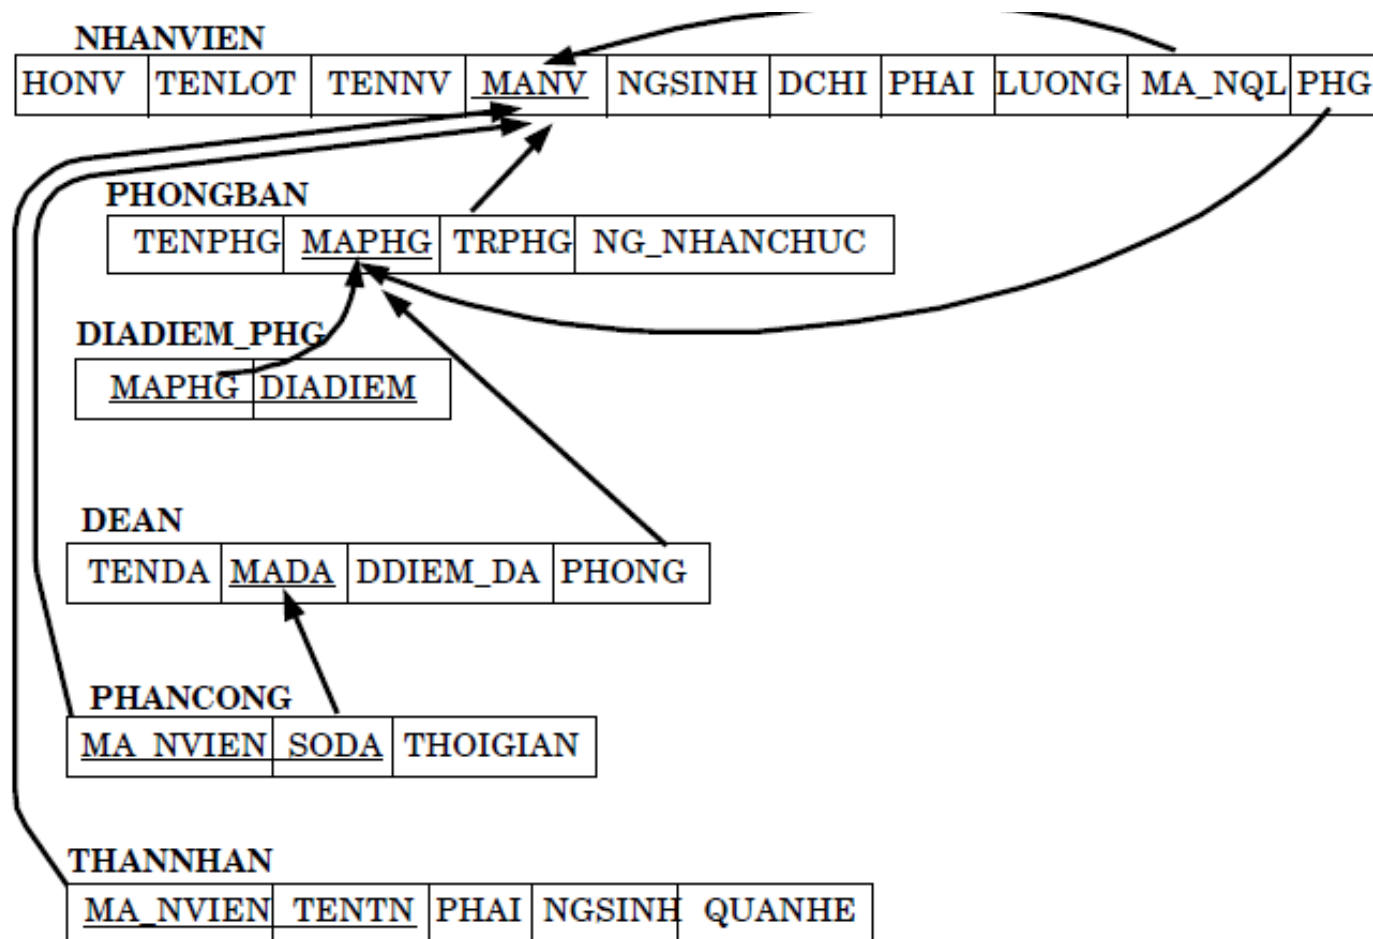 NHANVIEN
HONV TENLOT TENNV MANV NGSINH DCHI PHAI LUONG MA_NQL PHG
PHONGBAN
TENPHG MAPHG TRPHG NG_NHANCHUC
DIADIEM_PHG
MAPHG DIADIEM
DEAN
TENDA MADA DDIEM_DA PHONG
PHANCONG
MA_NVIEN SODA THOIGIAN
THANNHAN
MA_NVIEN TENTN PHAI NGSINH QUANHE